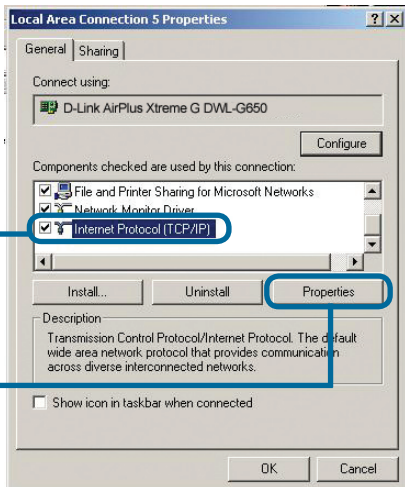 Local Area Connection 5 Properties
General Sharing
Connect using:
D-Link AirPlus Xtreme G DWL-G650
Configure
Components checked are used by this connection:
File and Printer Sharing for Microsoft Networks
Network Monitor Driver
Internet Protocol (TCP/IP)
Install... Uninstall Properties
Description
Transmission Control Protocol/Internet Protocol. The default
wide area network protocol that provides communication
across diverse interconnected networks.
Show icon in taskbar when connected
OK Cancel